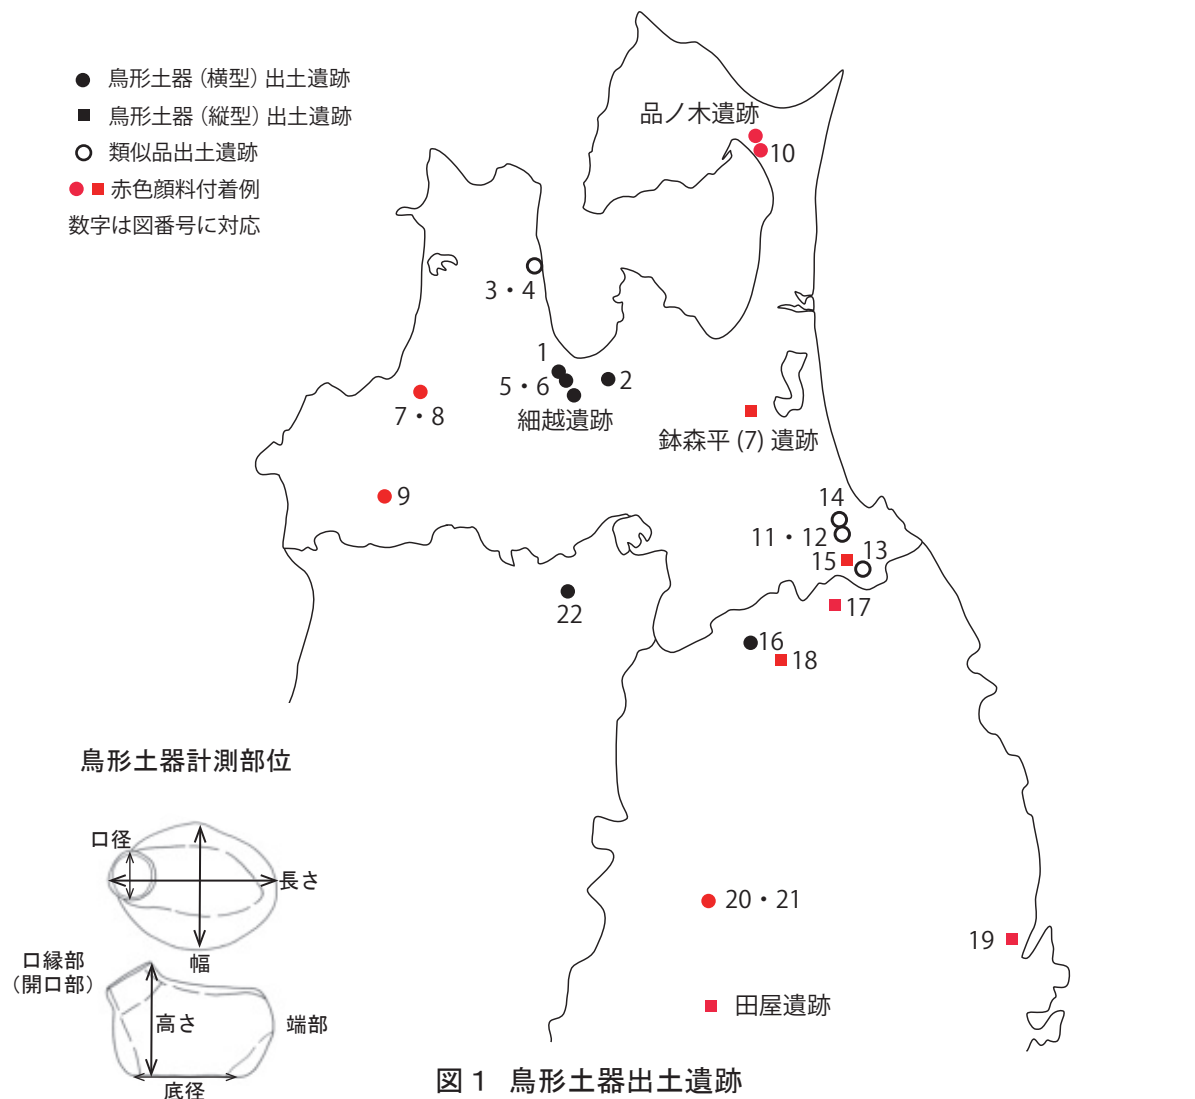 鳥形土器（横型）出土遺跡
鳥形土器（縦型）出土遺跡
類似品出土遺跡
赤色顔料付着例
数字は図番号に対応
品ノ木遺跡
10
3・4
1
5・6
2
細越遺跡
7・8
鉢森平 (7) 遺跡
9
14
11・12
13
15
17
22
16
18
鳥形土器計測部位
口径
長さ
幅
口縁部
（開口部）
高さ
端部
底径
20・21
19
田屋遺跡
図１ 鳥形土器出土遺跡